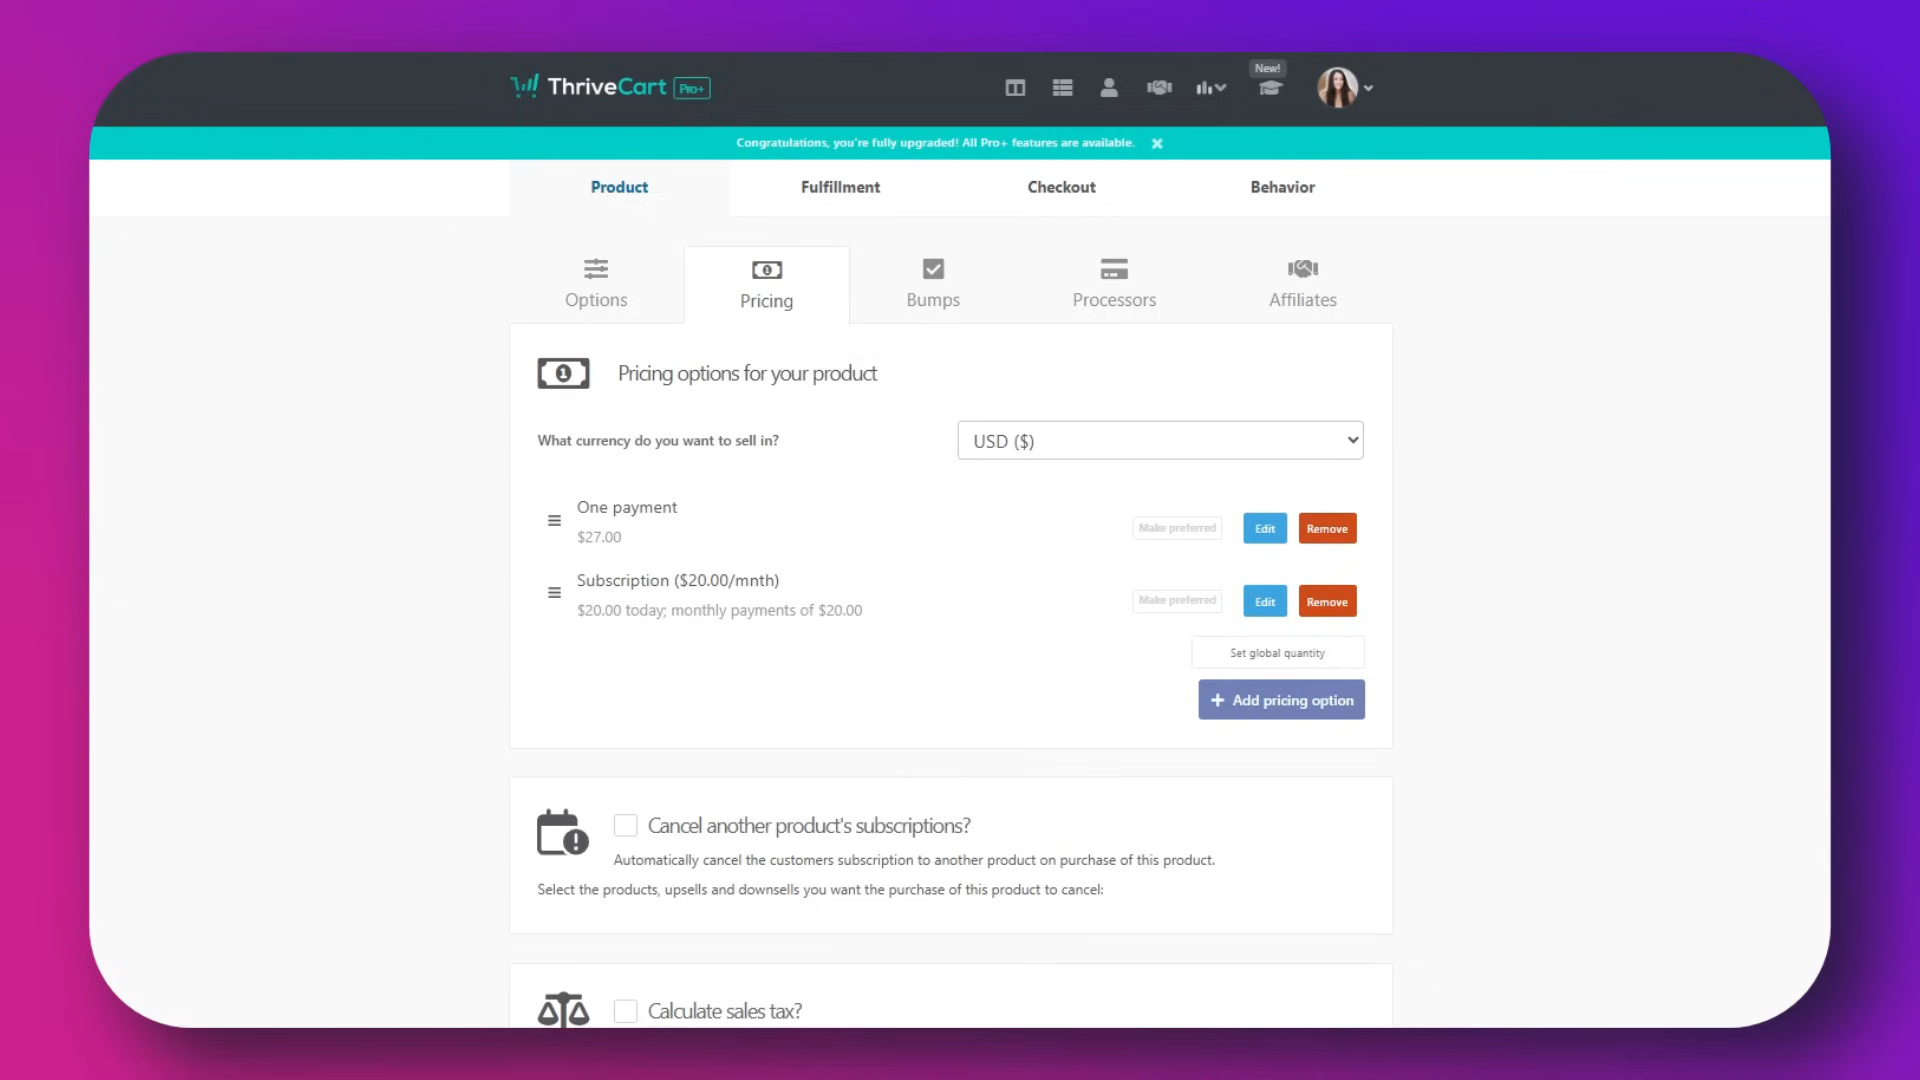 ThriveCart Pro+
New!
Congratulations, you're fully upgraded! All Pro+ features are available.
Product
Fulfillment
Checkout
Behavior
Options
Pricing
Bumps
Processors
Affiliates
Pricing options for your product
What currency do you want to sell in?
USD ($)
One payment
$27.00
Make preferred
Edit
Remove
Subscription ($20.00/mnth)
$20.00 today; monthly payments of $20.00
Make preferred
Edit
Remove
Set global quantity
+ Add pricing option
Cancel another product's subscriptions?
Automatically cancel the customers subscription to another product on purchase of this product.
Select the products, upsells and downsells you want the purchase of this product to cancel:
Calculate sales tax?